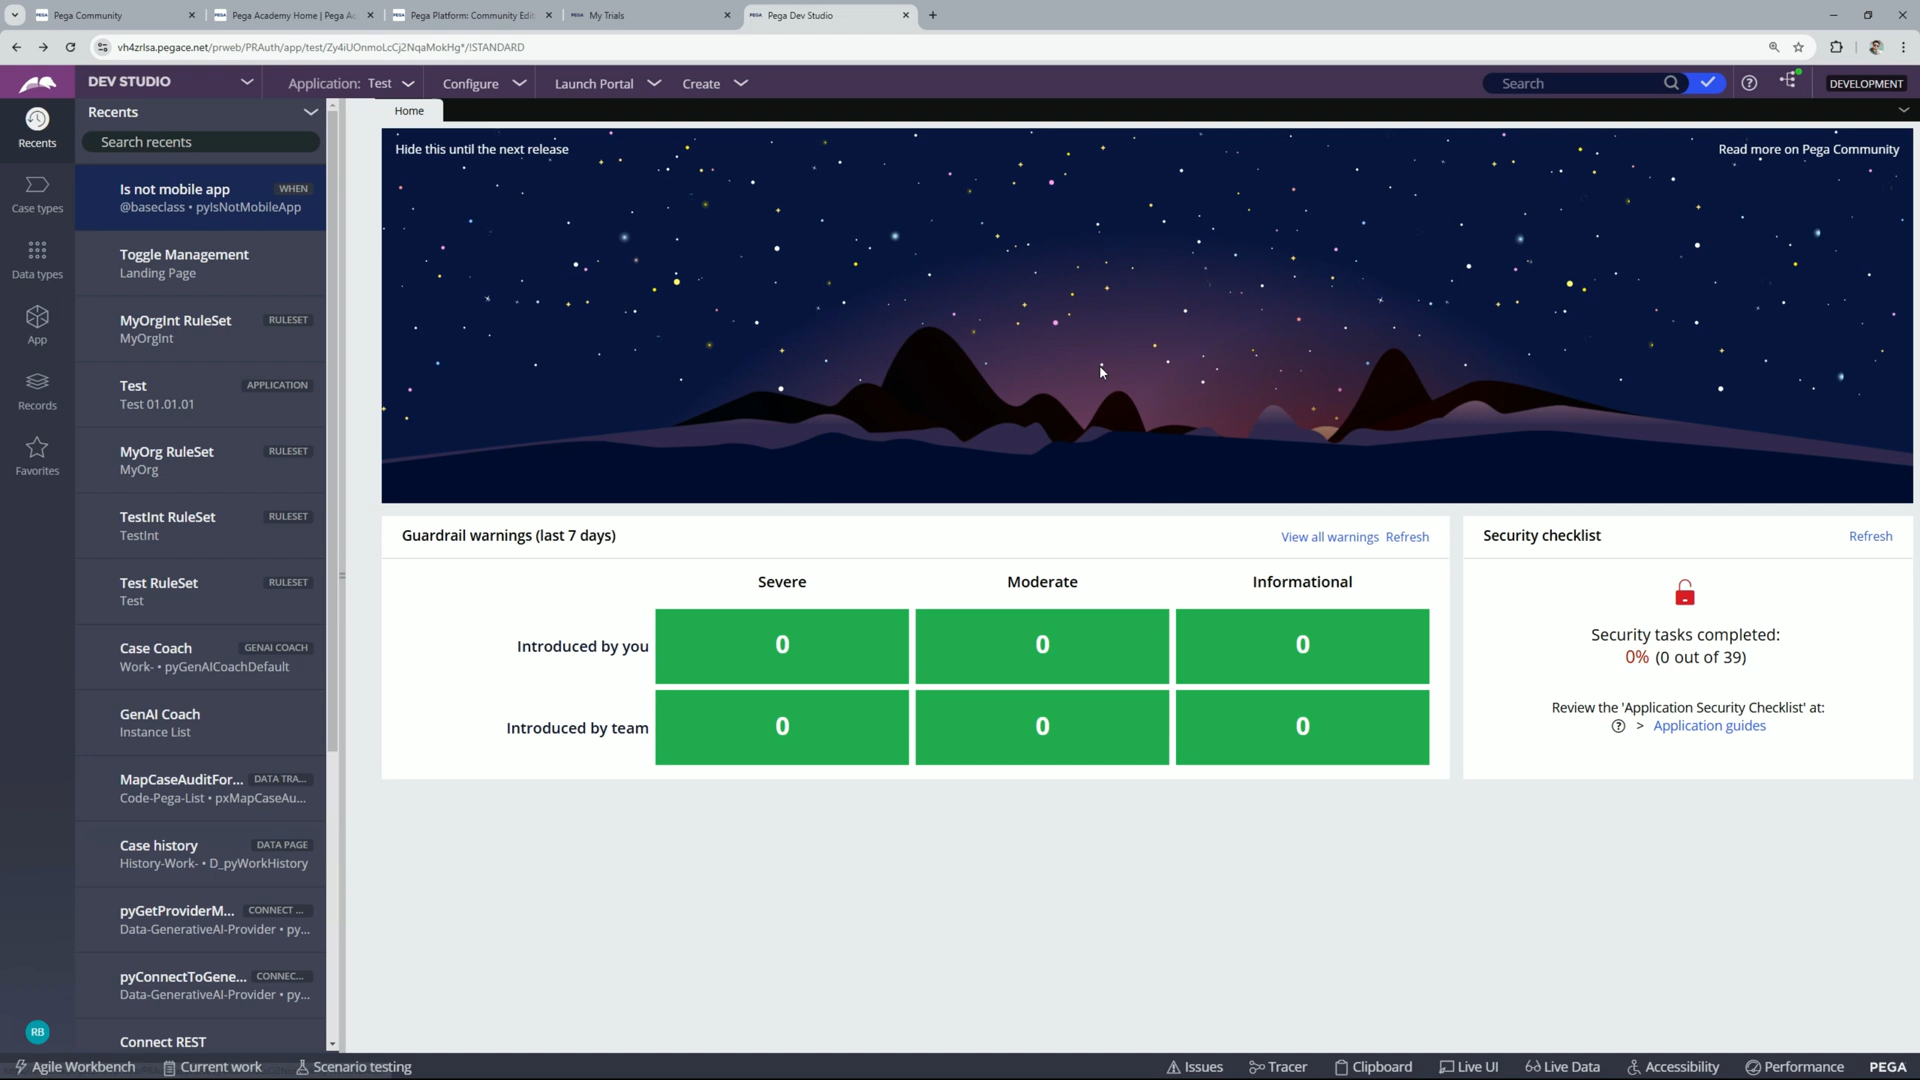 Pega Community
Pega Academy Home | Pega Ac
Pega Platform: Community Edit
My Trials
Pega Dev Studio
vh4zrlsa.pegace.net/prweb/PRAuth/app/test/Zy4iUOnmoLcCj2NqaMokHg*/!STANDARD
DEV STUDIO
Application: Test
Configure
Launch Portal
Create
Search
DEVELOPMENT
Recents
Case types
Data types
App
Records
Favorites
RB
Recents
Search recents
Is not mobile app WHEN
@baseclass • pyIsNotMobileApp
Toggle Management
Landing Page
MyOrgInt RuleSet RULESET
MyOrgInt
Test APPLICATION
Test 01.01.01
MyOrg RuleSet RULESET
MyOrg
TestInt RuleSet RULESET
TestInt
Test RuleSet RULESET
Test
Case Coach GENAI COACH
Work- • pyGenAICoachDefault
GenAI Coach
Instance List
MapCaseAuditFor... DATA TRA...
Code-Pega-List • pxMapCaseAu...
Case history DATA PAGE
History-Work- • D_pyWorkHistory
pyGetProviderM... CONNECT ...
Data-GenerativeAI-Provider • py...
pyConnectToGene... CONNEC...
Data-GenerativeAI-Provider • py...
Connect REST
Home
Hide this until the next release
Read more on Pega Community
Guardrail warnings (last 7 days)
View all warnings Refresh
Severe Moderate Informational
Introduced by you 0 0 0
Introduced by team 0 0 0
Security checklist
Refresh
Security tasks completed:
0% (0 out of 39)
Review the 'Application Security Checklist' at:
> Application guides
Agile Workbench
Current work
Scenario testing
Issues
Tracer
Clipboard
Live UI
Live Data
Accessibility
Performance
PEGA